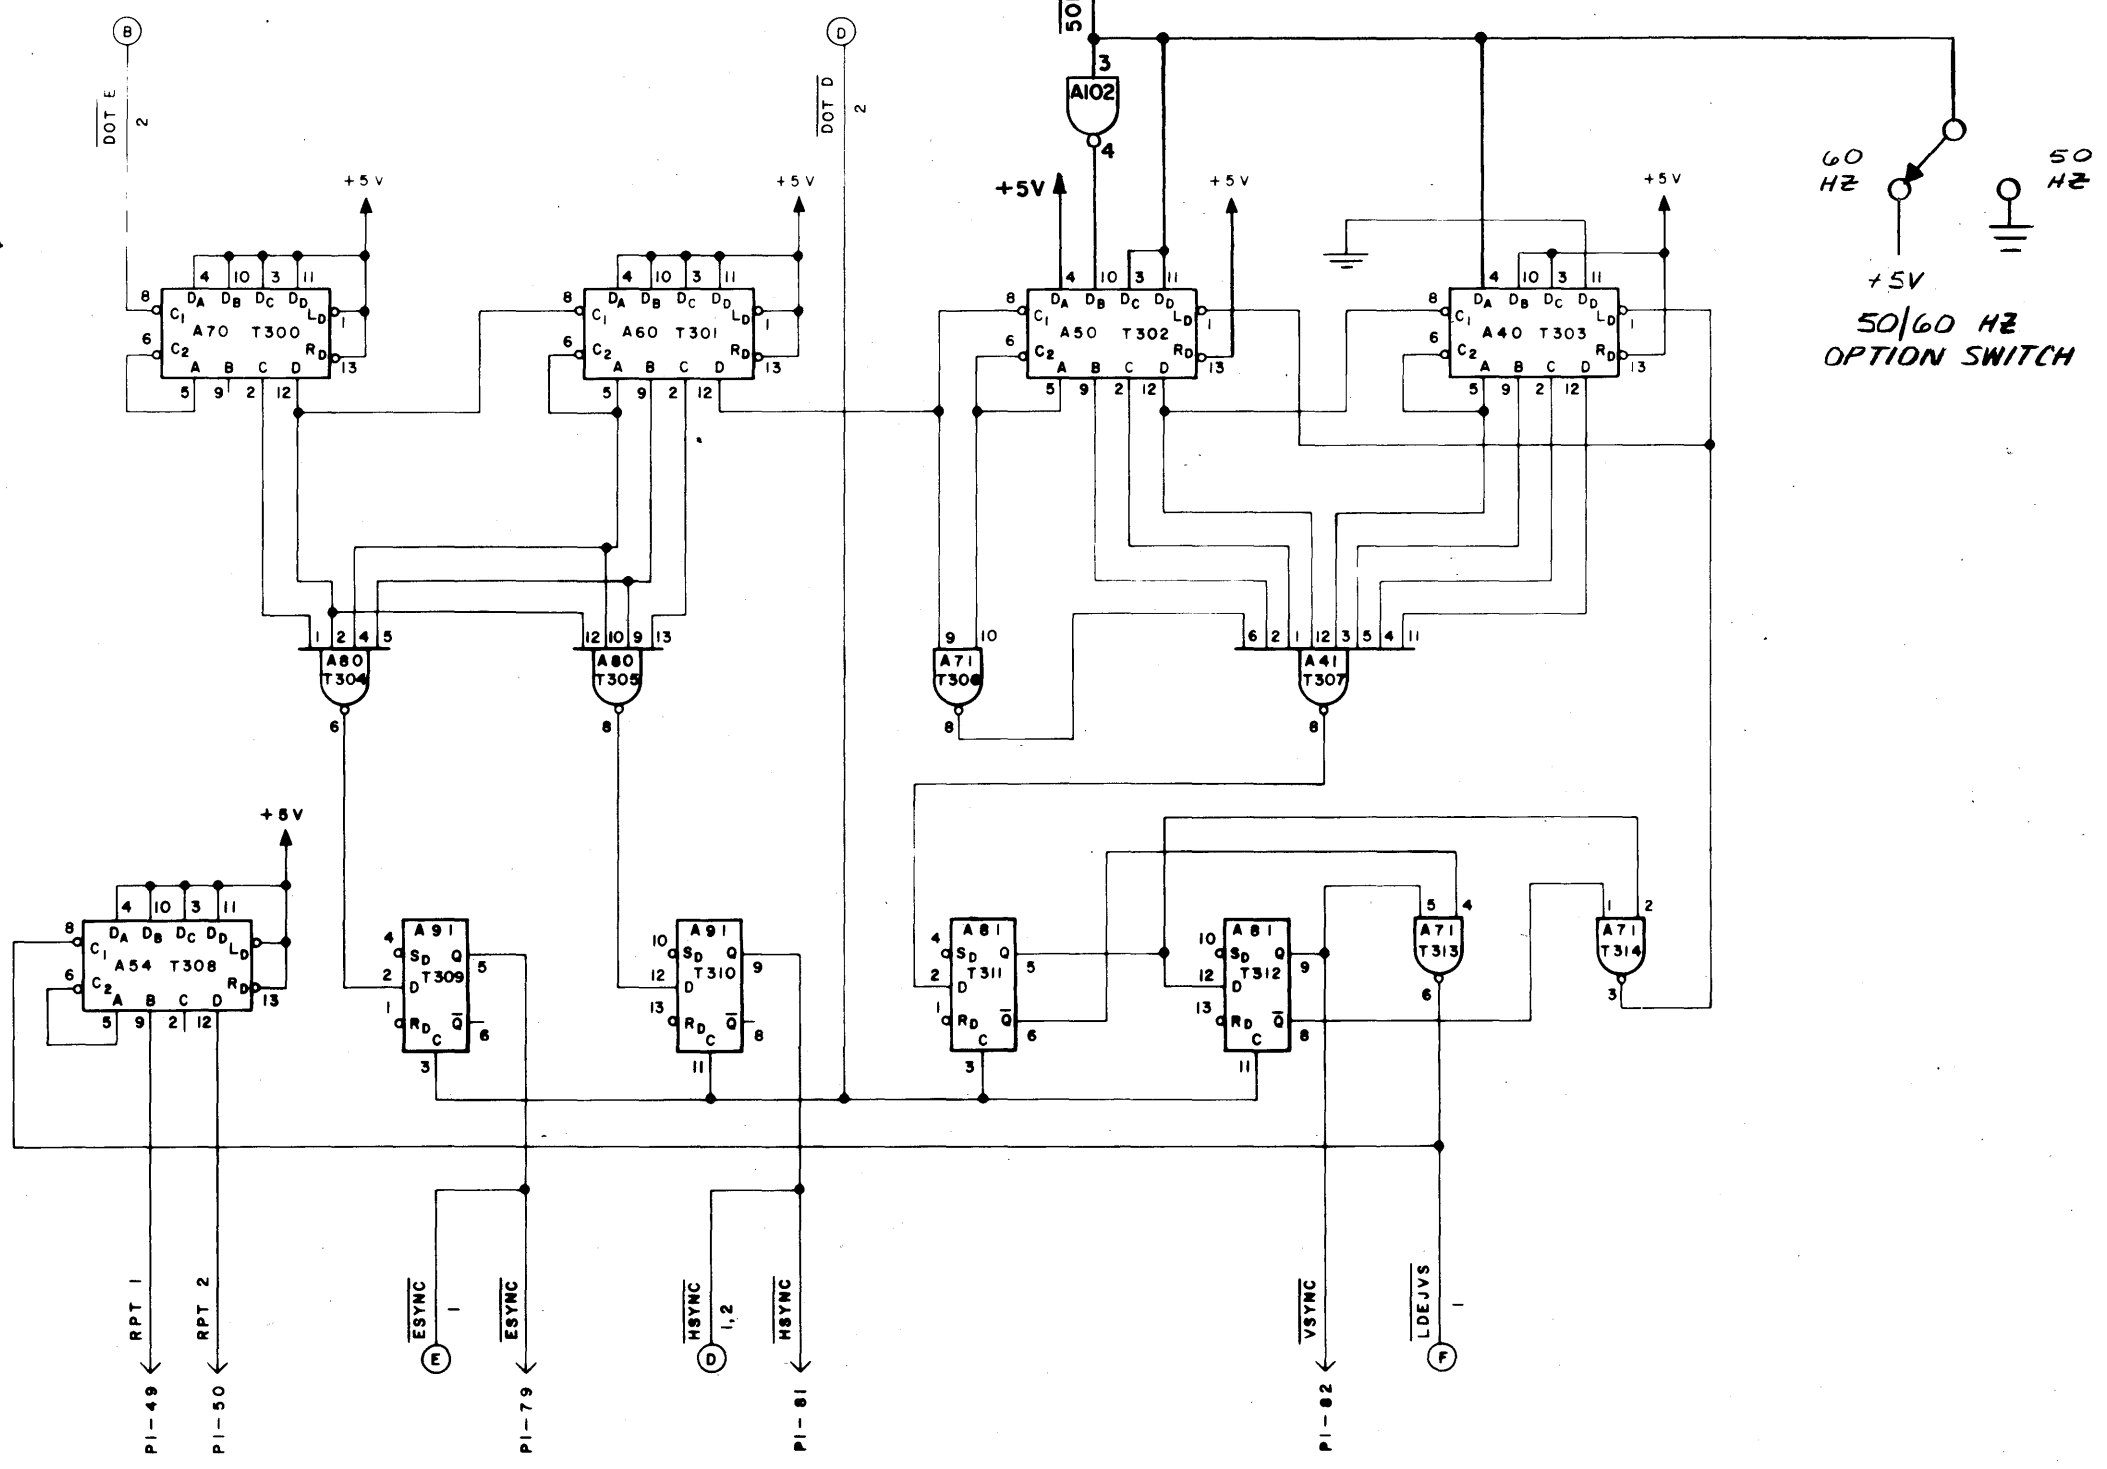 B
D
50
DOT E
2
DOT D
2
3
A102
4
60
HZ
50
HZ
+5V
50/60 HZ
OPTION SWITCH
+5V
+5V
+5V
+5V
+5V
4 10 3 11
8 C1 DA DB DC DD LD 1
A70 T300
6 C2 A B C D RD 13
5 9 2 12
4 10 3 11
8 C1 DA DB DC DD LD 1
A60 T301
6 C2 A B C D RD 13
5 9 2 12
4 10 3 11
8 C1 DA DB DC DD LD 1
A50 T302
6 C2 A B C D RD 13
5 9 2 12
4 10 3 11
8 C1 DA DB DC DD LD 1
A40 T303
6 C2 A B C D RD 13
5 9 2 12
1 2 4 5
A80
T304
6
12 10 9 13
A80
T305
8
9 10
A71
8
6 2 1 12 3 5 4 11
A41
T307
8
+5V
4 10 3 11
8 C1 DA DB DC DD LD
A54 T308
6 C2 A B C D RD 13
5 9 2 12
A91
4 SD Q 5
2 D T309
1 RD Q 6
C
3
A91
10 SD Q 9
12 D T310
13 RD Q 8
C
11
A81
4 SD Q 5
2 D T311
1 RD Q 6
C
3
A81
10 SD Q 9
12 D T312
13 RD Q 8
C
11
5 4
A71
T313
6
1 2
A71
T314
3
RPT 1
RPT 2
ESYNC
1
ESYNC
HSYNC
1,2
HSYNC
VSYNC
LDEJVS
1
E
D
F
P1-49
P1-50
P1-79
P1-81
P1-82